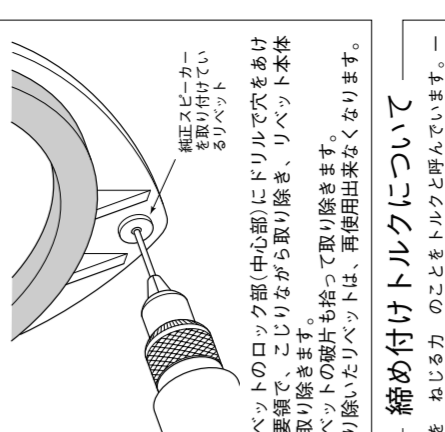 純正スピーカー
を取り付けてい
るリベット
ベットのロック部(中心部)にドリルで穴をあけ
要領で、こじりながら取り除き、リベット本体
取り除きます。
ベットの破片も拾って取り除きます。
り除いたリベットは、再使用出来なくなります。
締め付けトルクについて
を ねじる力 のことをトルクと呼んでいます。一